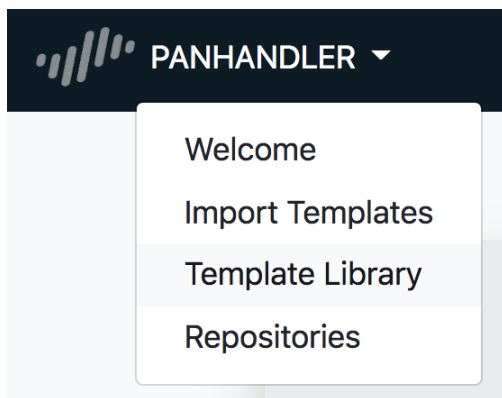 PANHANDLER
Welcome
Import Templates
Template Library
Repositories